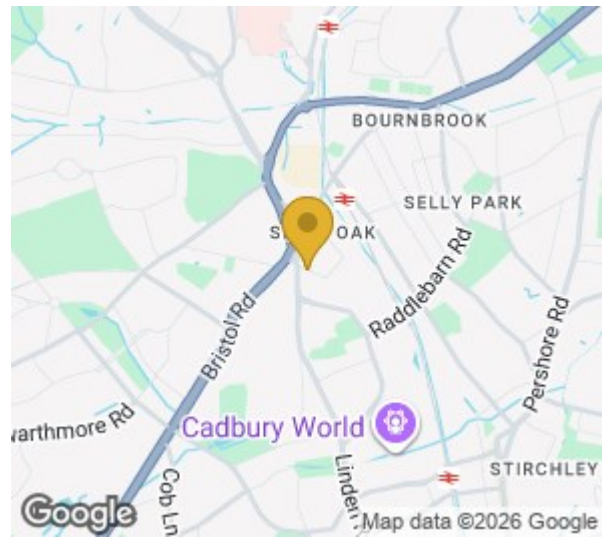 BOURNBROOK
SELLY PARK
OAK
Raddlebarn Rd
Bristol Rd
Pershore Rd
Cadbury World
warthmore Rd
Linden
Cob Ln
STIRCHLEY
Google
Map data ©2026 Google